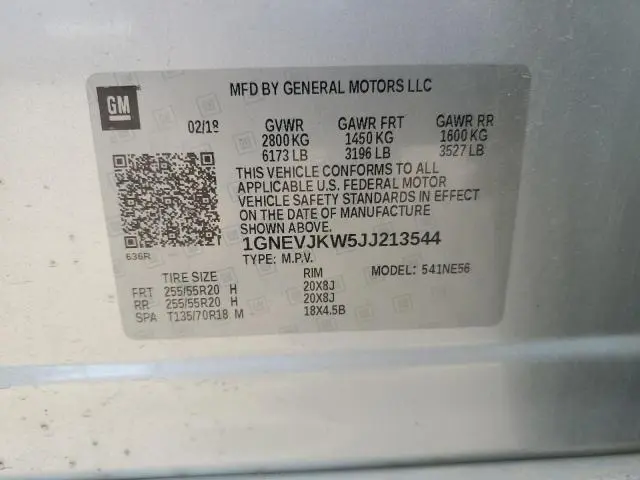 GM
MFD BY GENERAL MOTORS LLC
02/18 GVWR GAWR FRT GAWR RR
2800 KG 1450 KG 1600 KG
6173 LB 3196 LB 3527 LB
THIS VEHICLE CONFORMS TO ALL
APPLICABLE U.S. FEDERAL MOTOR
VEHICLE SAFETY STANDARDS IN EFFECT
ON THE DATE OF MANUFACTURE
SHOWN ABOVE.
636R
1GNEVJKW5JJ213544
TYPE: M.P.V. MODEL: 541NE56
TIRE SIZE RIM
FRT 255/55R20 H 20X8J
RR 255/55R20 H 20X8J
SPA T135/70R18 M 18X4.5B